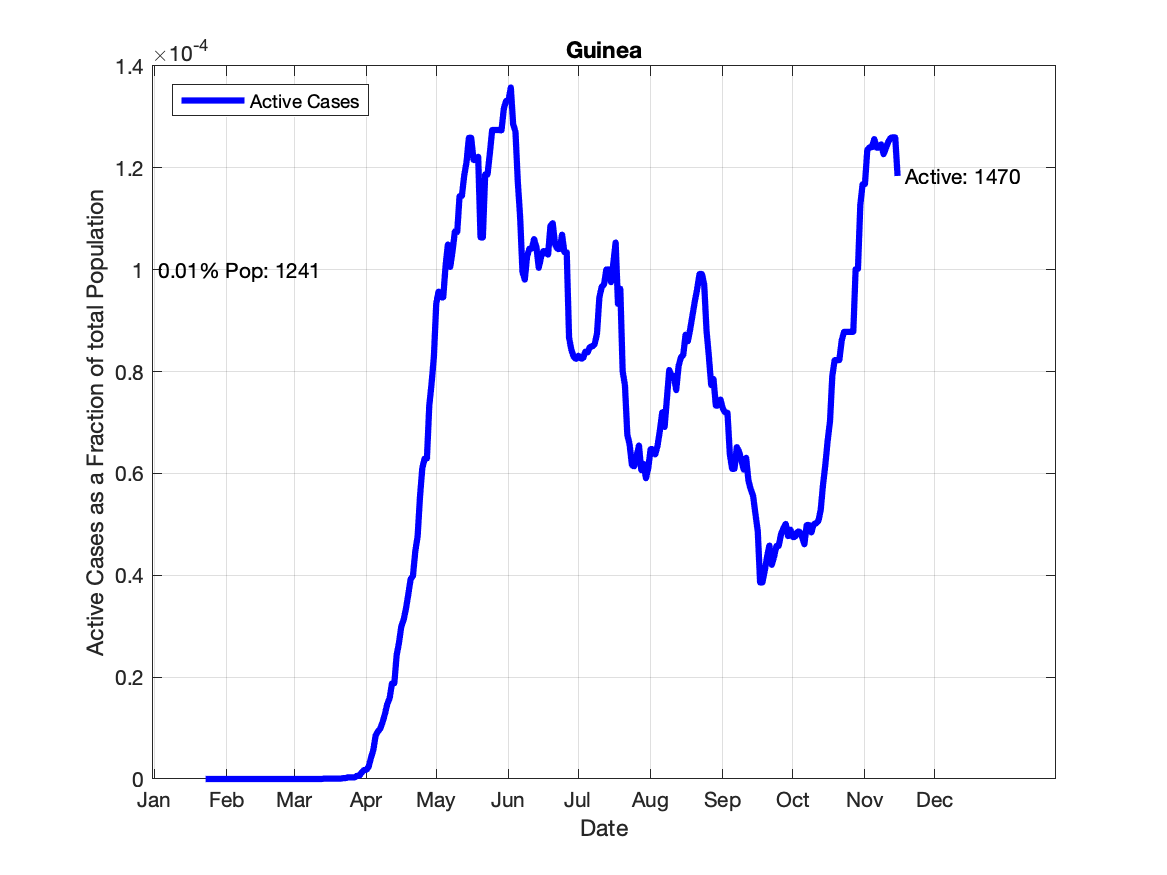 Guinea
×10-4
Active Cases
1.4
1.2
1
0.8
0.6
0.4
0.2
0
Active Cases as a Fraction of total Population
0.01% Pop: 1241
Active: 1470
Jan Feb Mar Apr May Jun Jul Aug Sep Oct Nov Dec
Date